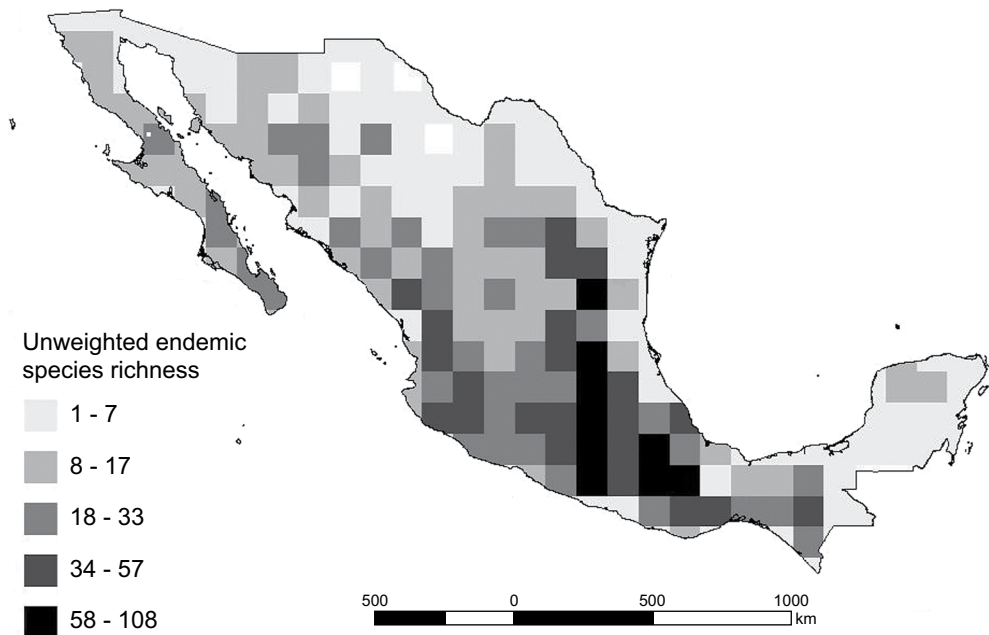 Unweighted endemic
species richness
1 - 7
8 - 17
18 - 33
34 - 57
58 - 108
500 0 500 1000
km